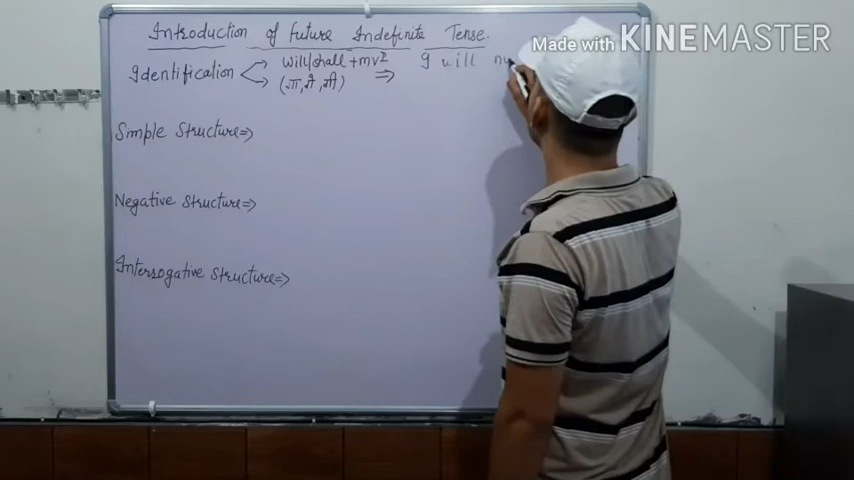 Introduction of Future Indefinite Tense.
Made with KINEMASTER
Identification will/shall + mv2 ⇒ I will
(गा, गे, गी)
Simple Structure⇒
Negative Structure⇒
Interrogative Structure⇒